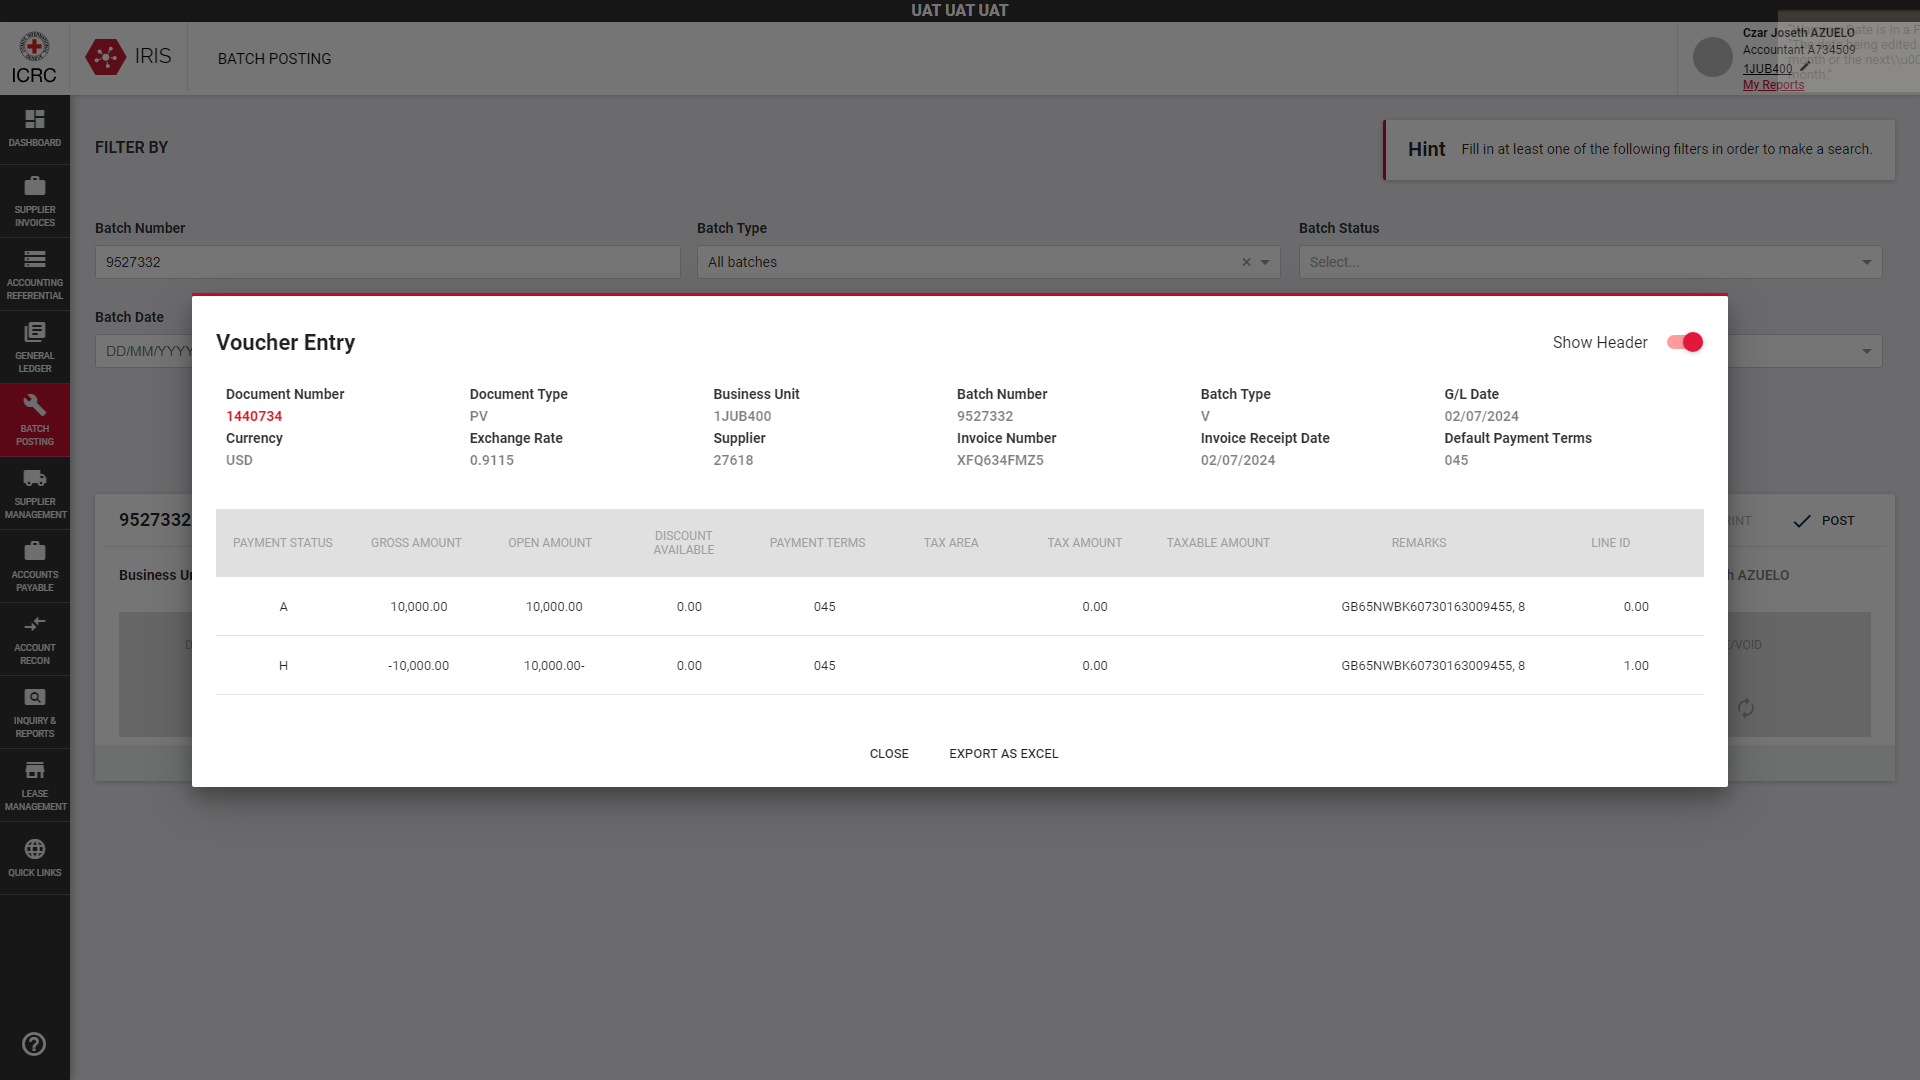 UAT UAT UAT
ICRC
IRIS
BATCH POSTING
Czar Joseth AZUELO
Accountant A734509
1JUB400
My Reports
DASHBOARD
SUPPLIER
INVOICES
ACCOUNTING
REFERENTIAL
GENERAL
LEDGER
BATCH
POSTING
SUPPLIER
MANAGEMENT
ACCOUNTS
PAYABLE
ACCOUNT
RECON
INQUIRY &
REPORTS
LEASE
MANAGEMENT
QUICK LINKS
FILTER BY
Hint Fill in at least one of the following filters in order to make a search.
Batch Number Batch Type Batch Status
9527332 All batches Select...
Batch Date
DD/MM/YYYY
Voucher Entry Show Header
Document Number Document Type Business Unit Batch Number Batch Type G/L Date
1440734 PV 1JUB400 9527332 V 02/07/2024
Currency Exchange Rate Supplier Invoice Number Invoice Receipt Date Default Payment Terms
USD 0.9115 27618 XFQ634FMZ5 02/07/2024 045
PAYMENT STATUS GROSS AMOUNT OPEN AMOUNT DISCOUNT AVAILABLE PAYMENT TERMS TAX AREA TAX AMOUNT TAXABLE AMOUNT REMARKS LINE ID
A 10,000.00 10,000.00 0.00 045 0.00 GB65NWBK60730163009455, 8 0.00
H -10,000.00 10,000.00- 0.00 045 0.00 GB65NWBK60730163009455, 8 1.00
CLOSE EXPORT AS EXCEL
9527332 POST
Business AZUELO
/VOID